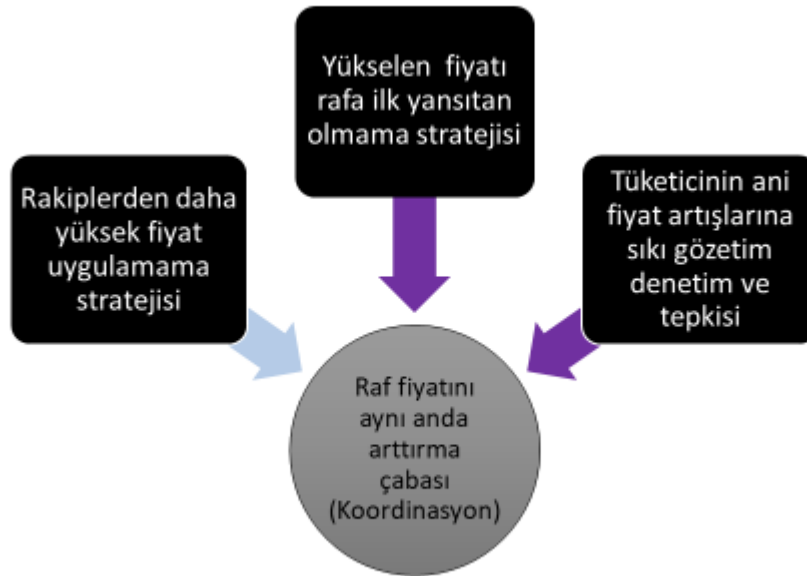 Yükselen fiyatı
rafa ilk yansıtan
olmama stratejisi
Rakiplerden daha
yüksek fiyat
uygulamama
stratejisi
Tüketicinin ani
fiyat artışlarına
sıkı gözetim
denetim ve
tepkisi
Raf fiyatını
aynı anda
arttırma
çabası
(Koordinasyon)